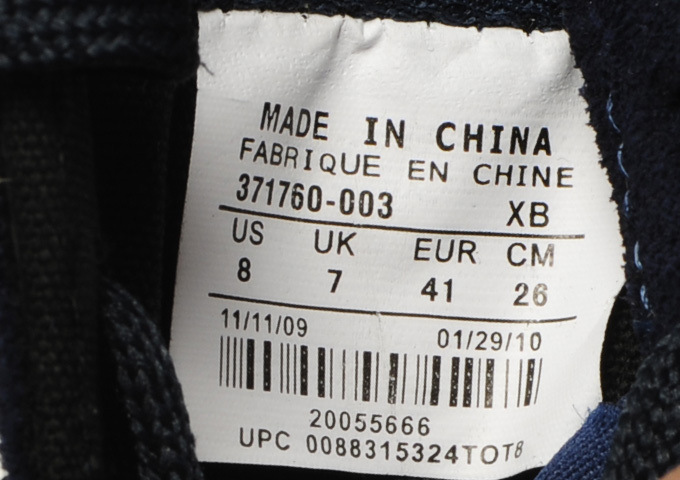 MADE IN CHINA
FABRIQUE EN CHINE
371760-003 XB
US UK EUR CM
8 7 41 26
11/11/09 01/29/10
20055666
UPC 0088315324TOT8